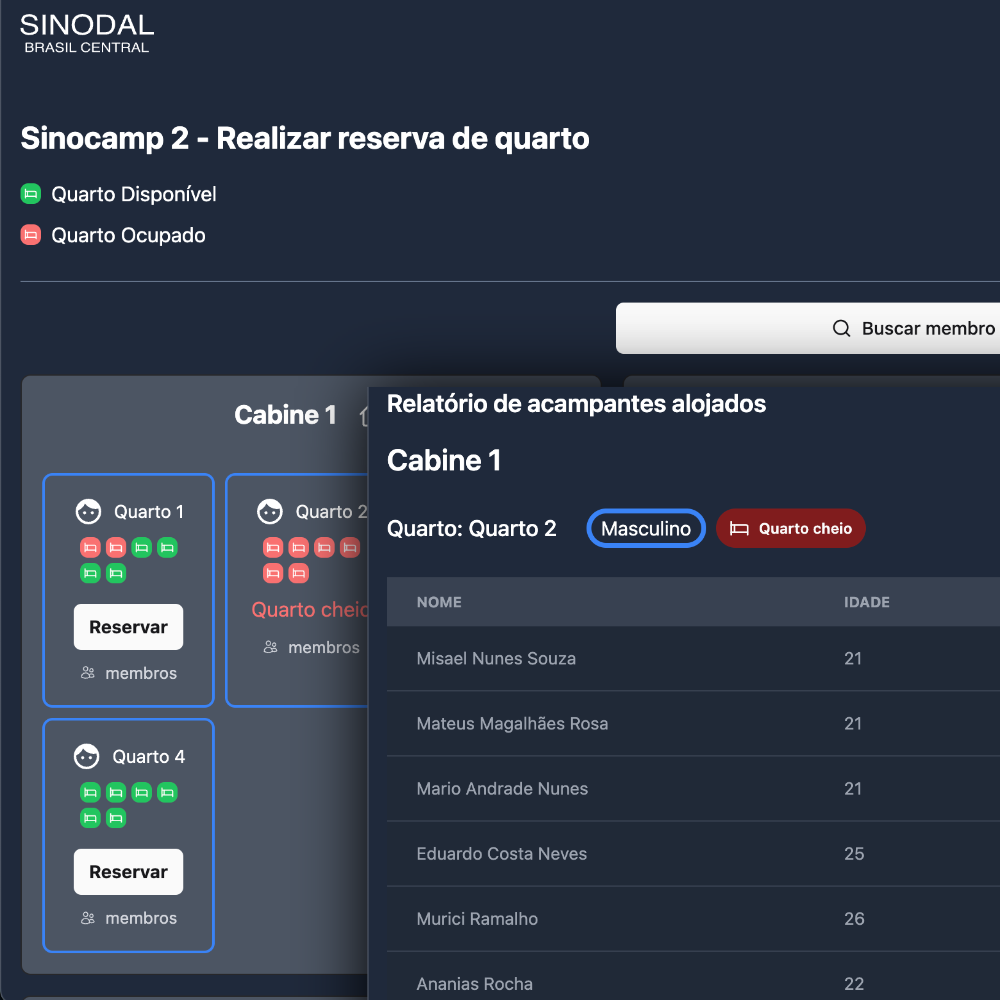 SINODAL
BRASIL CENTRAL
Sinocamp 2 - Realizar reserva de quarto
Quarto Disponível
Quarto Ocupado
Buscar membro
Cabine 1
Quarto 1
Reservar
membros
Quarto 2
Quarto cheio
membros
Quarto 4
Reservar
membros
Relatório de acampantes alojados
Cabine 1
Quarto: Quarto 2 Masculino Quarto cheio
NOME IDADE
Misael Nunes Souza 21
Mateus Magalhães Rosa 21
Mario Andrade Nunes 21
Eduardo Costa Neves 25
Murici Ramalho 26
Ananias Rocha 22